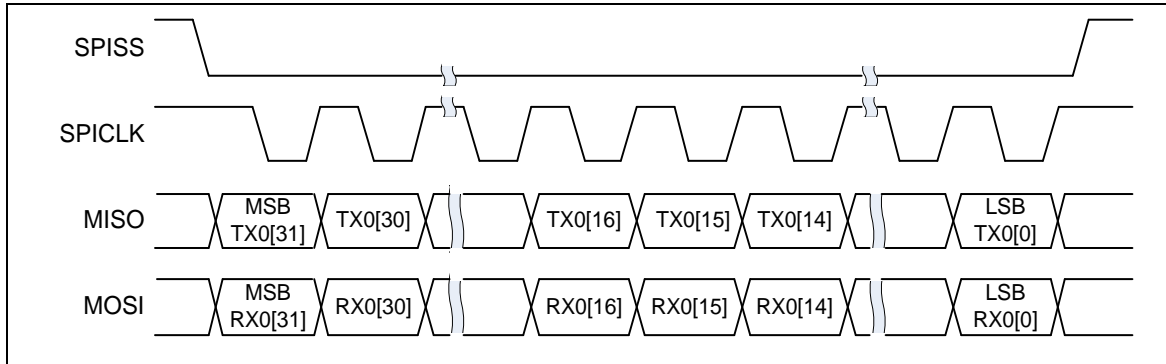 SPISS
SPICLK
MISO
MSB
TX0[31]
TX0[30]
TX0[16]
TX0[15]
TX0[14]
LSB
TX0[0]
MOSI
MSB
RX0[31]
RX0[30]
RX0[16]
RX0[15]
RX0[14]
LSB
RX0[0]